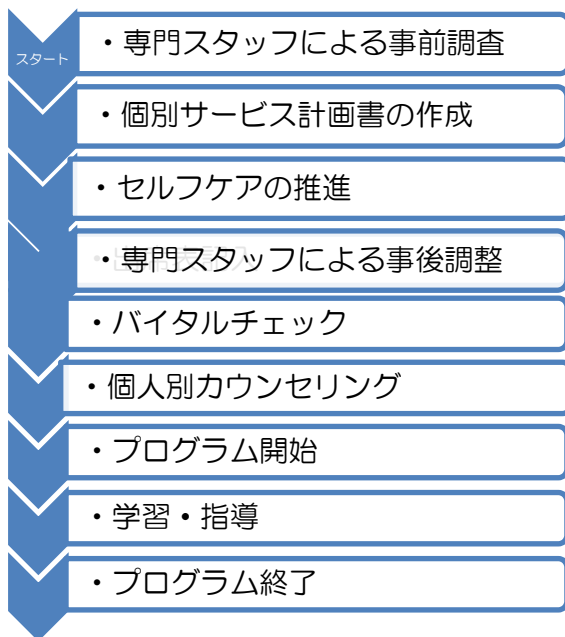 スタート
・専門スタッフによる事前調査
・個別サービス計画書の作成
・セルフケアの推進
・専門スタッフによる事後調整
・バイタルチェック
・個人別カウンセリング
・プログラム開始
・学習・指導
・プログラム終了